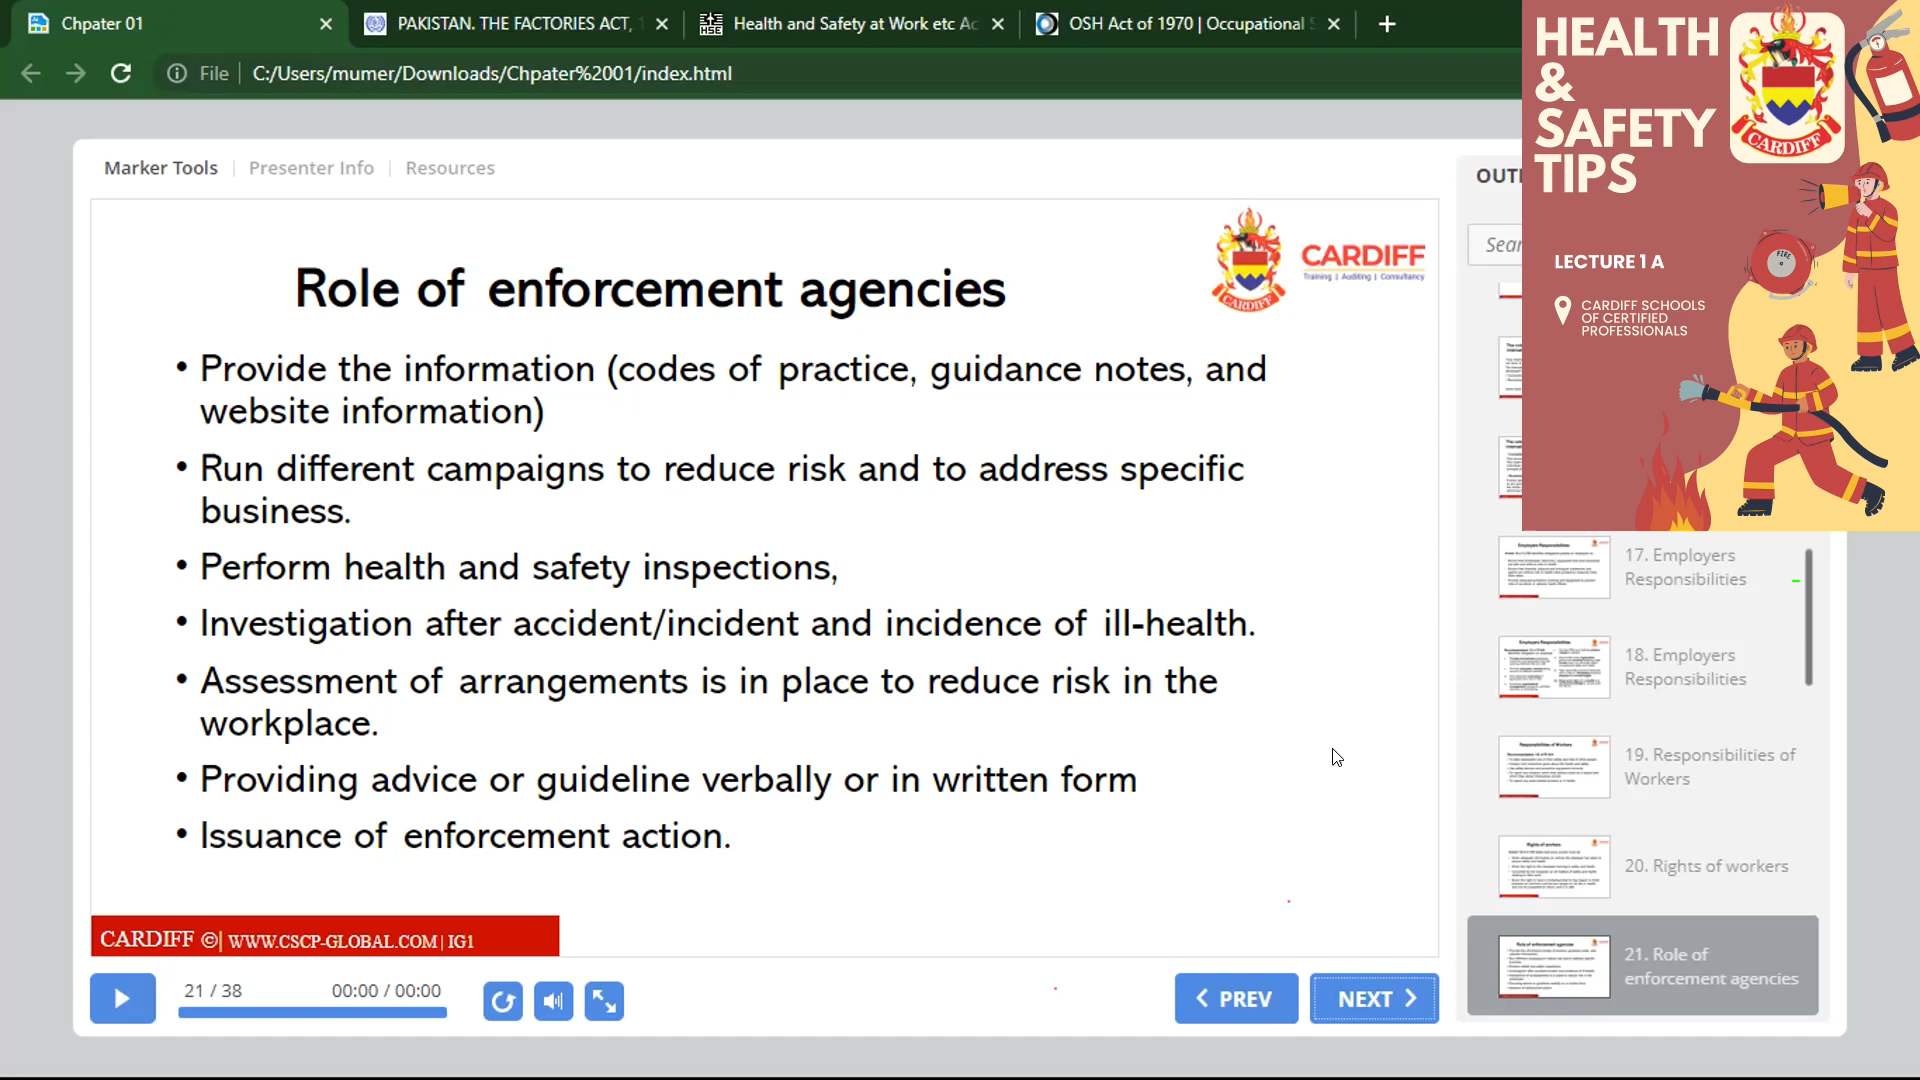 Chpater 01
PAKISTAN. THE FACTORIES ACT, 1
Health and Safety at Work etc Ac
OSH Act of 1970 | Occupational S
File
C:/Users/mumer/Downloads/Chpater%2001/index.html
HEALTH
&
SAFETY
TIPS
CARDIFF
FIRE
LECTURE 1 A
CARDIFF SCHOOLS
OF CERTIFIED
PROFESSIONALS
Marker Tools
Presenter Info
Resources
OUT
Sear
Role of enforcement agencies
CARDIFF
CARDIFF
Training | Auditing | Consultancy
• Provide the information (codes of practice, guidance notes, and
website information)
• Run different campaigns to reduce risk and to address specific
business.
• Perform health and safety inspections,
• Investigation after accident/incident and incidence of ill-health.
• Assessment of arrangements is in place to reduce risk in the
workplace.
• Providing advice or guideline verbally or in written form
• Issuance of enforcement action.
CARDIFF ©| WWW.CSCP-GLOBAL.COM | IG1
17. Employers
Responsibilities
18. Employers
Responsibilities
19. Responsibilities of
Workers
20. Rights of workers
21. Role of
enforcement agencies
21 / 38
00:00 / 00:00
PREV
NEXT